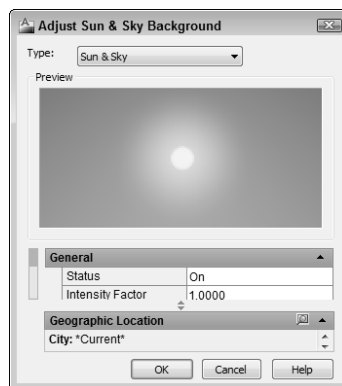 Adjust Sun & Sky Background
Type:
Sun & Sky
Preview
General
Status On
Intensity Factor 1.0000
Geographic Location
City: *Current*
OK Cancel Help